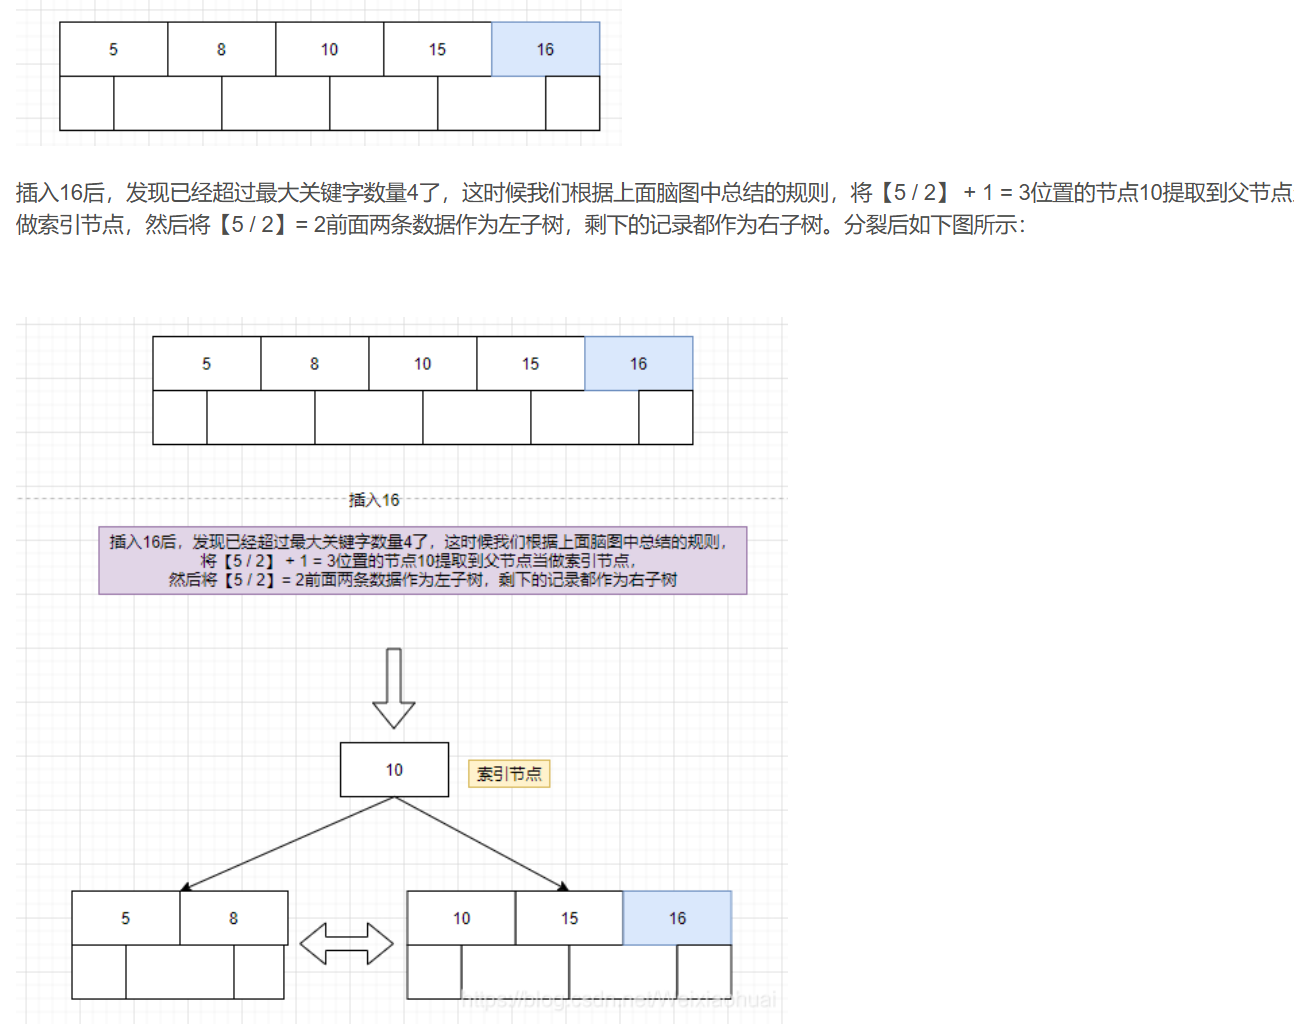 5 8 10 15 16
插入16后，发现已经超过最大关键字数量4了，这时候我们根据上面脑图中总结的规则，将【5 / 2】 + 1 = 3位置的节点10提取到父节点
做索引节点，然后将【5 / 2】= 2前面两条数据作为左子树，剩下的记录都作为右子树。分裂后如下图所示：
5 8 10 15 16
插入16
插入16后，发现已经超过最大关键字数量4了，这时候我们根据上面脑图中总结的规则，
将【5 / 2】 + 1 = 3位置的节点10提取到父节点当做索引节点，
然后将【5 / 2】= 2前面两条数据作为左子树，剩下的记录都作为右子树
10
索引节点
5 8 10 15 16
https://blog.csdn.net/Weixiaohuai